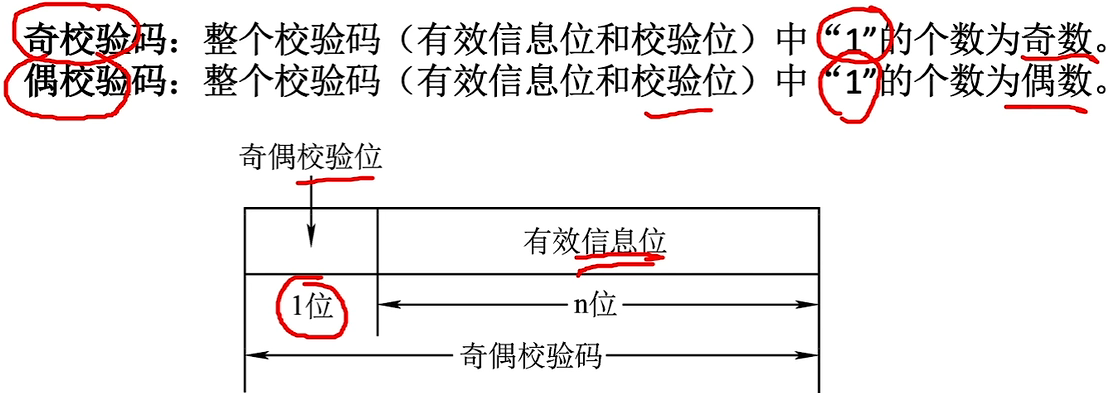 奇校验码：整个校验码（有效信息位和校验位）中“1”的个数为奇数。
偶校验码：整个校验码（有效信息位和校验位）中“1”的个数为偶数。
奇偶校验位
有效信息位
1位
n位
奇偶校验码